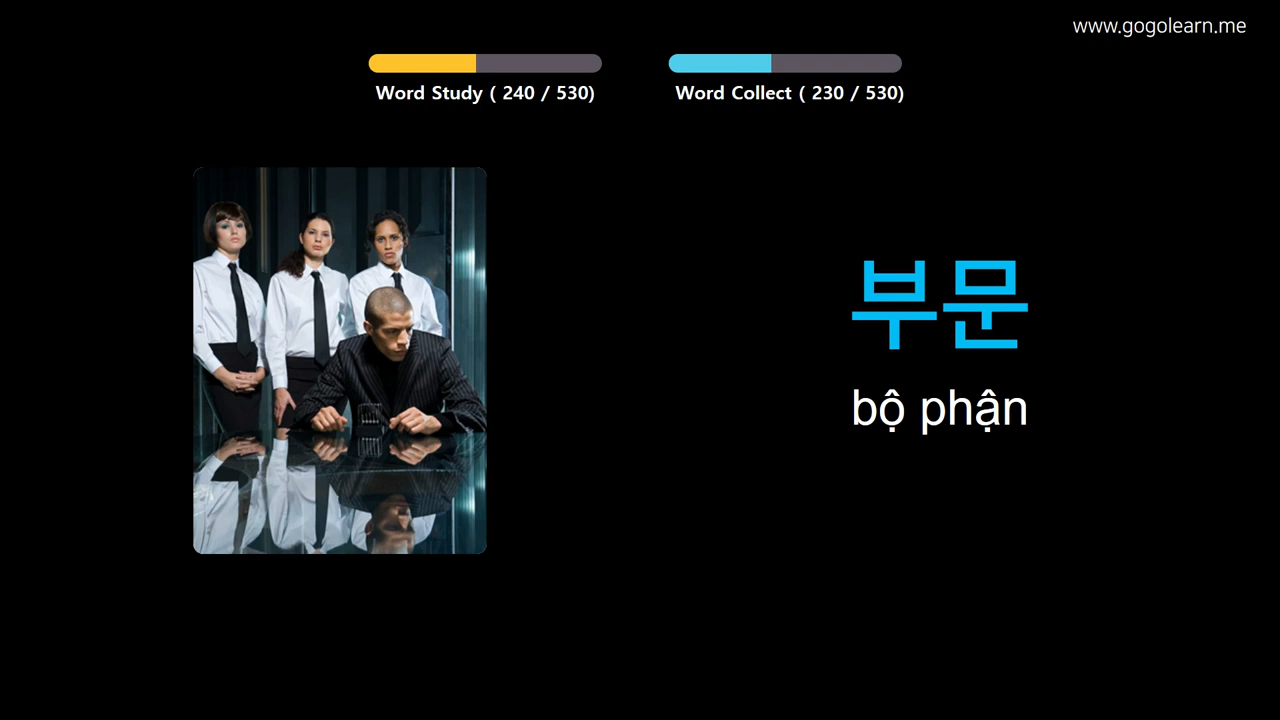 www.gogolearn.me
Word Study ( 240 / 530)
Word Collect ( 230 / 530)
부문
bộ phận